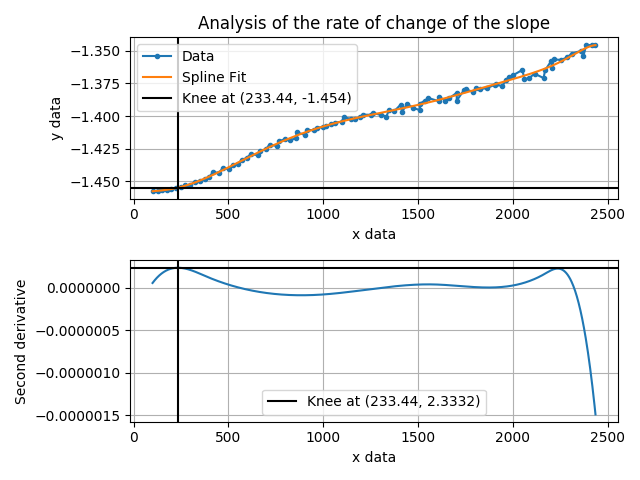 Analysis of the rate of change of the slope
−1.350
−1.375
−1.400
−1.425
−1.450
y data
Data
Spline Fit
Knee at (233.44, -1.454)
0 500 1000 1500 2000 2500
x data
0.0000000
−0.0000005
−0.0000010
−0.0000015
Second derivative
Knee at (233.44, 2.3332)
0 500 1000 1500 2000 2500
x data